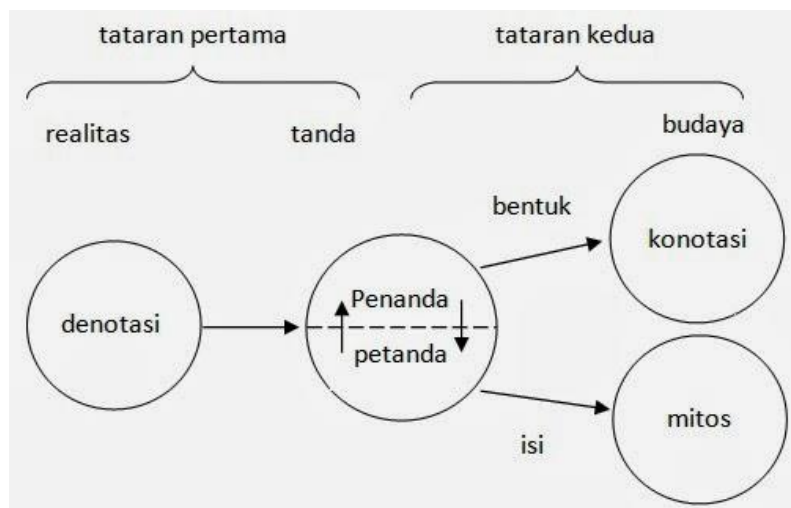 tataran pertama
tataran kedua
realitas
tanda
budaya
bentuk
konotasi
denotasi
Penanda
petanda
mitos
isi